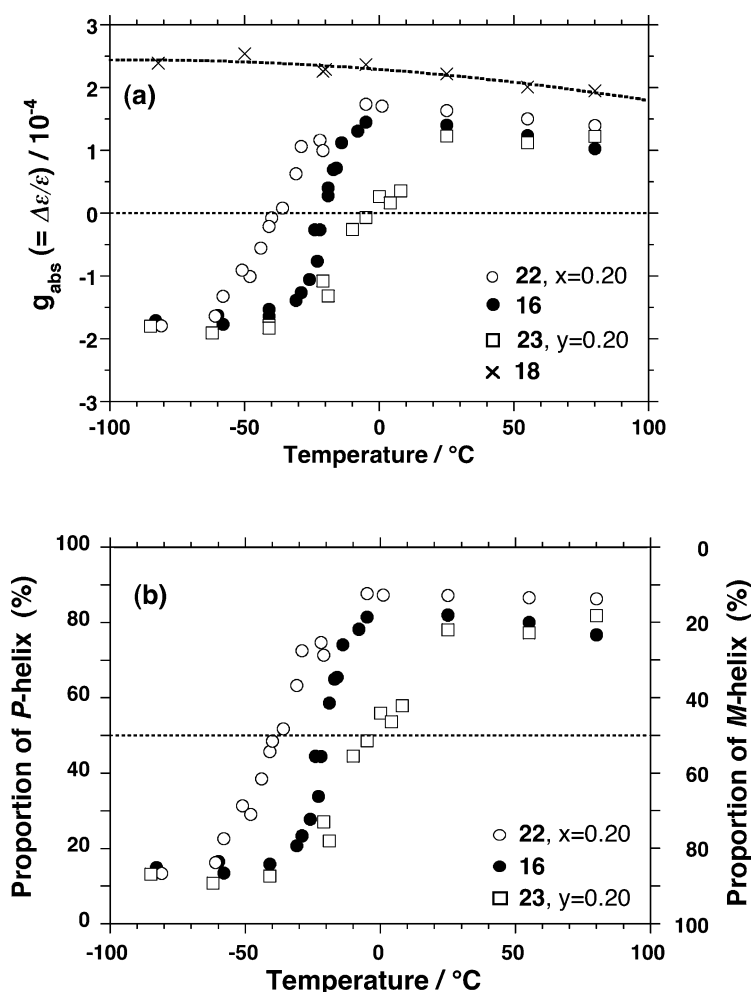 4
3
2
1
0
-1
-2
-3
g_abs (= Δε/ε) / 10⁻⁴
(a)
22, x=0.20
16
23, y=0.20
18
-100 -50 0 50 100
Temperature / °C
100
80
60
40
20
0
Proportion of P-helix (%)
(b)
22, x=0.20
16
23, y=0.20
0
20
40
60
80
100
Proportion of M-helix (%)
-100 -50 0 50 100
Temperature / °C